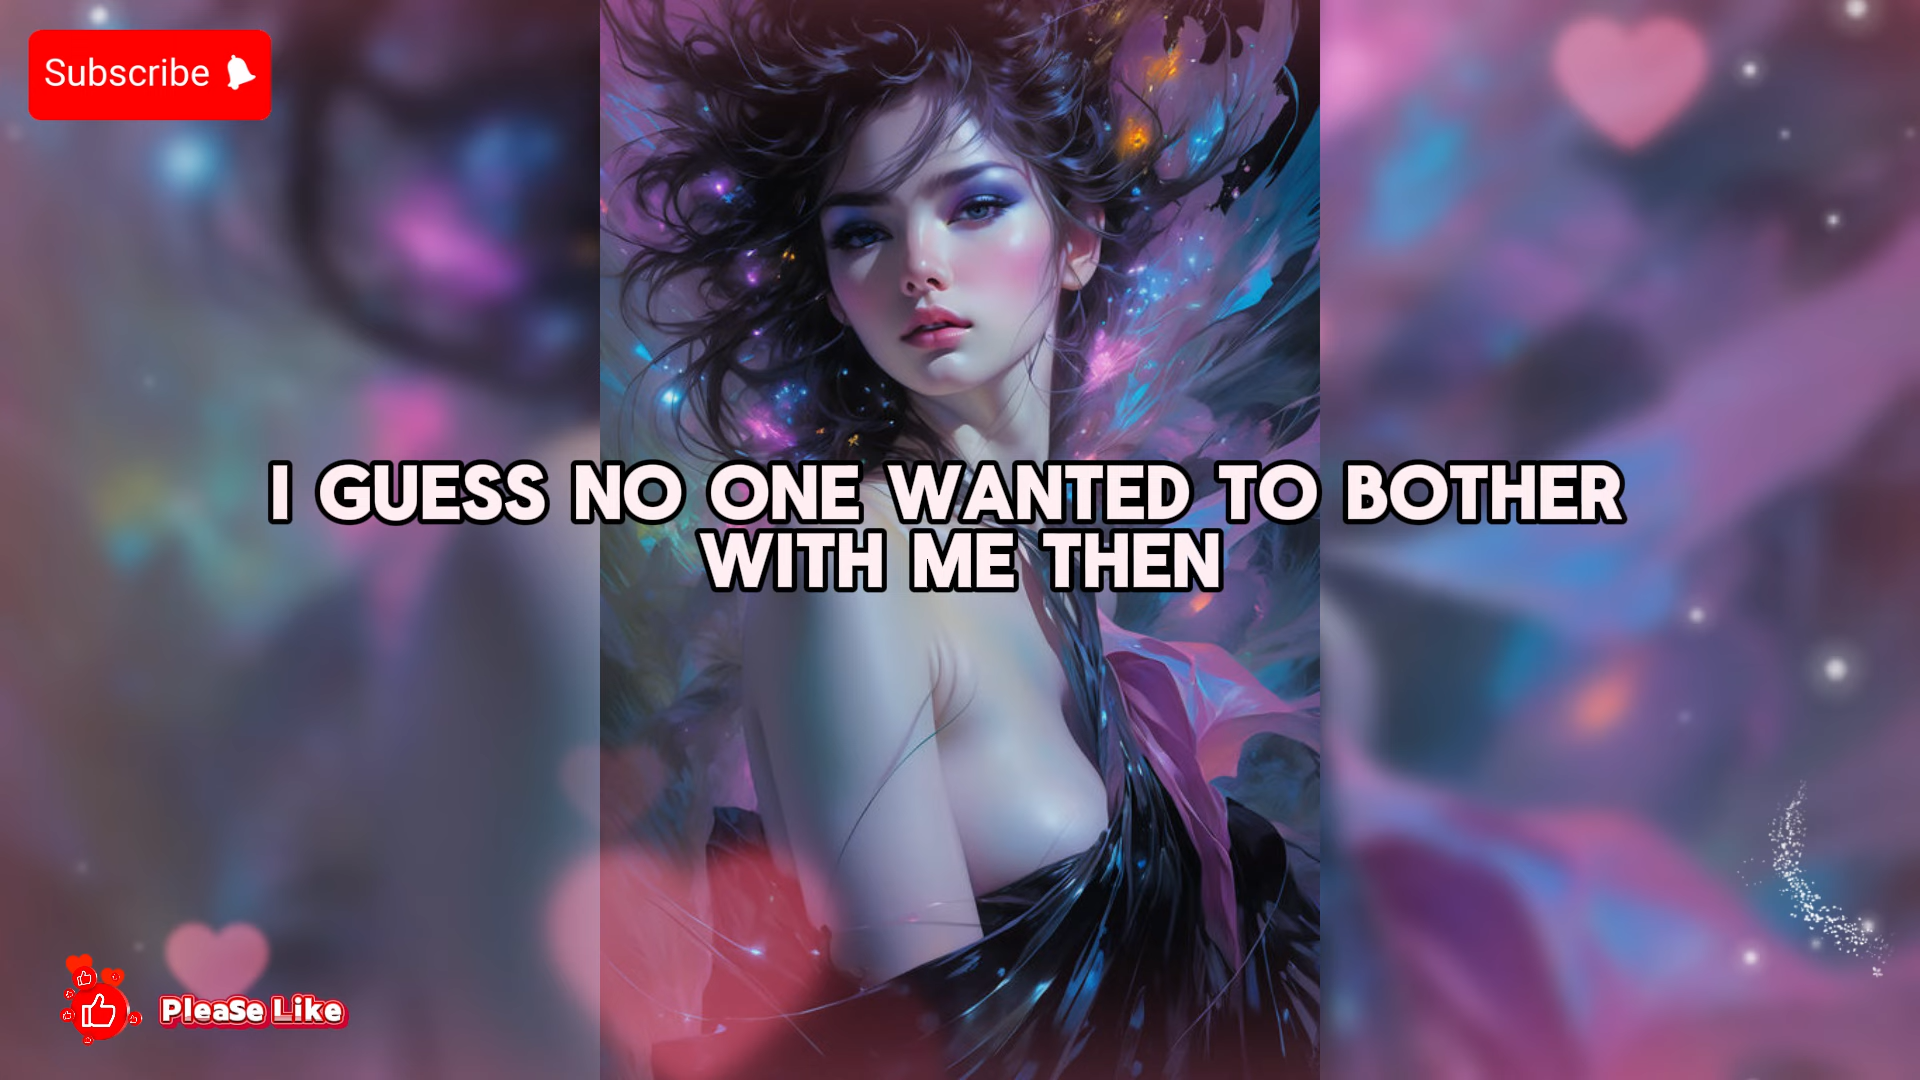 Subscribe
I GUESS NO ONE WANTED TO BOTHER
WITH ME THEN
PleaSe Like